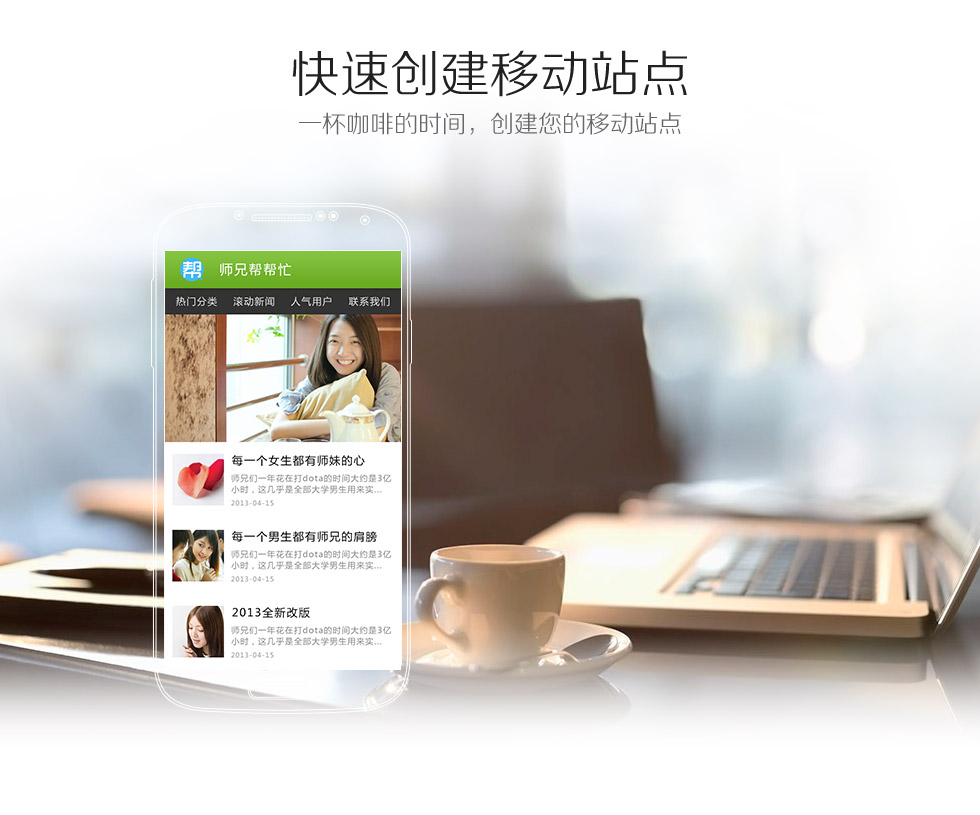 快速创建移动站点
一杯咖啡的时间，创建您的移动站点
帮 师兄帮帮忙
热门分类 滚动新闻 人气用户 联系我们
每一个女生都有师妹的心
师兄们一年花在打dota的时间大约是3亿
小时，这几乎是全部大学男生用来实...
2013-04-15
每一个男生都有师兄的肩膀
师兄们一年花在打dota的时间大约是3亿
小时，这几乎是全部大学男生用来实...
2013-04-15
2013全新改版
师兄们一年花在打dota的时间大约是3亿
小时，这几乎是全部大学男生用来实...
2013-04-15